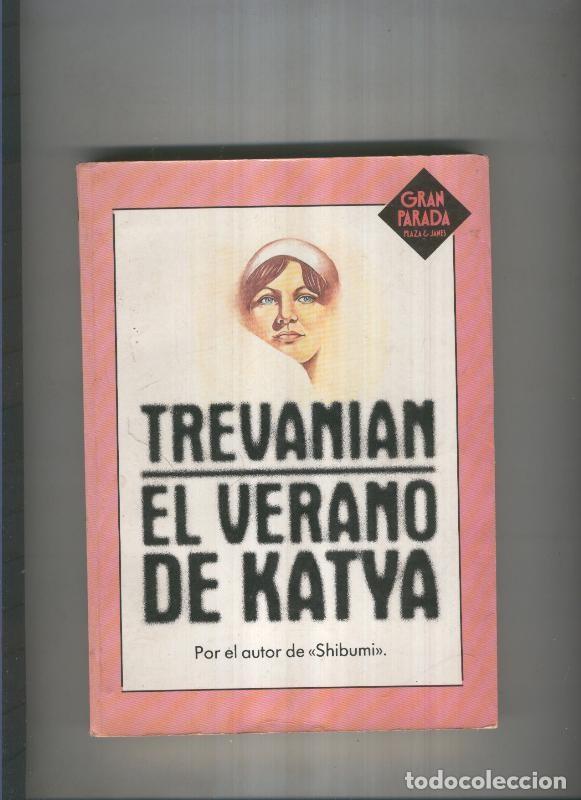 GRAN
PARADA
PLAZA & JANES
TREVANIAN
EL VERANO
DE KATYA
Por el autor de «Shibumi».
todocoleccion